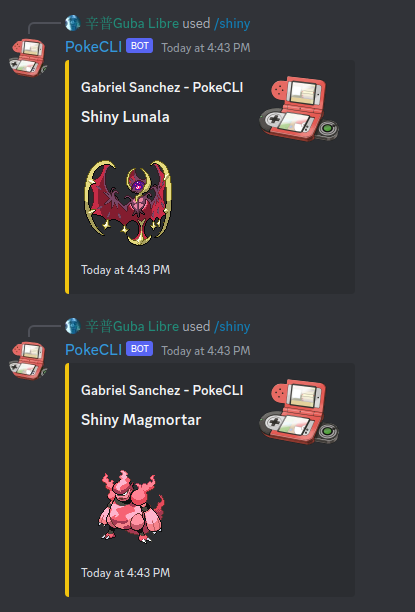 辛普Guba Libre used /shiny
PokeCLI BOT Today at 4:43 PM
Gabriel Sanchez - PokeCLI
Shiny Lunala
Today at 4:43 PM
辛普Guba Libre used /shiny
PokeCLI BOT Today at 4:43 PM
Gabriel Sanchez - PokeCLI
Shiny Magmortar
Today at 4:43 PM